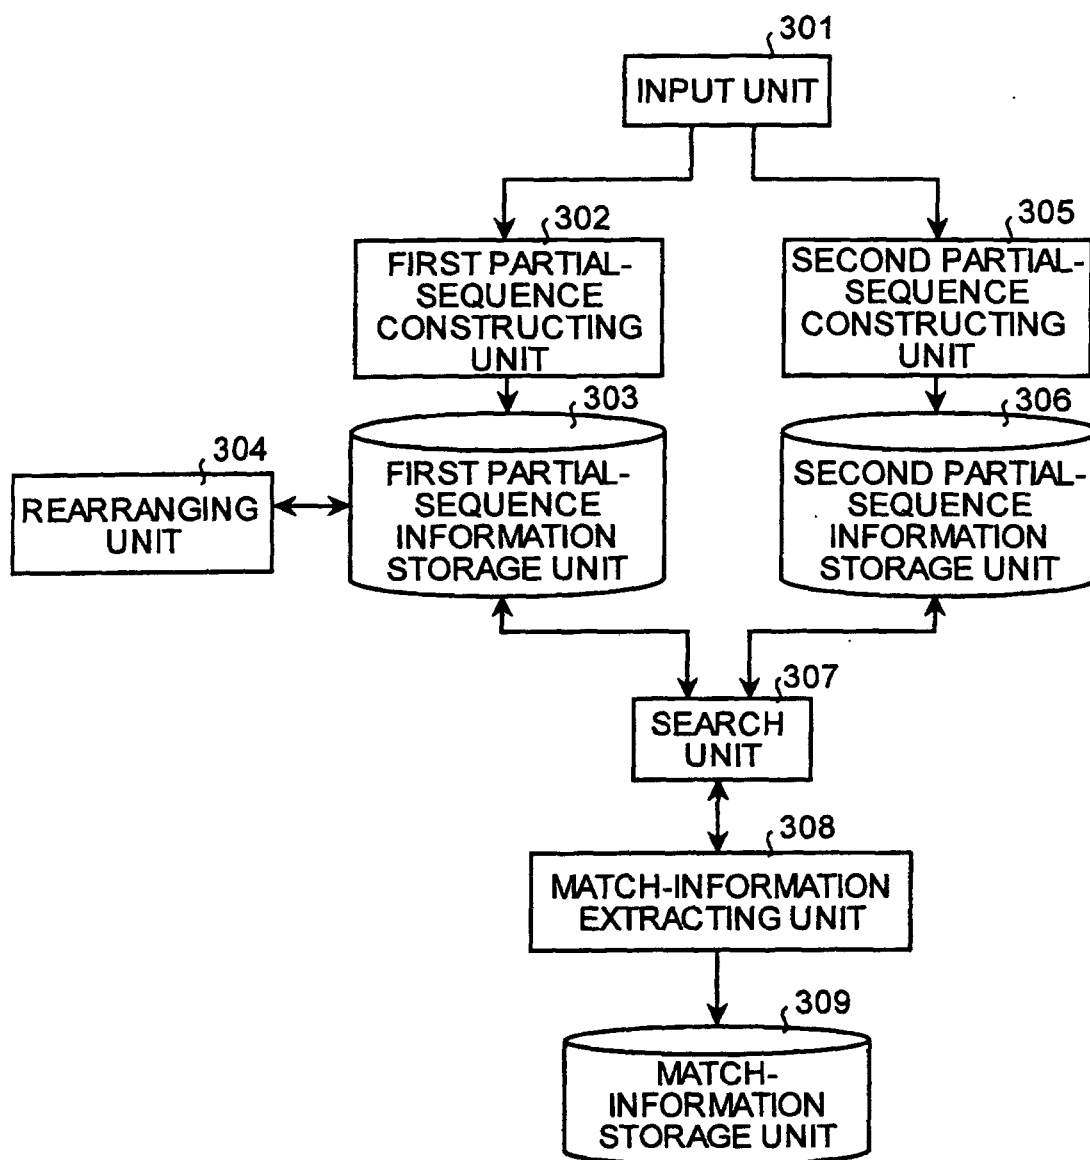 301
INPUT UNIT
302
FIRST PARTIAL-
SEQUENCE
CONSTRUCTING
UNIT
305
SECOND PARTIAL-
SEQUENCE
CONSTRUCTING
UNIT
303
FIRST PARTIAL-
SEQUENCE
INFORMATION
STORAGE UNIT
306
SECOND PARTIAL-
SEQUENCE
INFORMATION
STORAGE UNIT
304
REARRANGING
UNIT
307
SEARCH
UNIT
308
MATCH-INFORMATION
EXTRACTING UNIT
309
MATCH-
INFORMATION
STORAGE UNIT